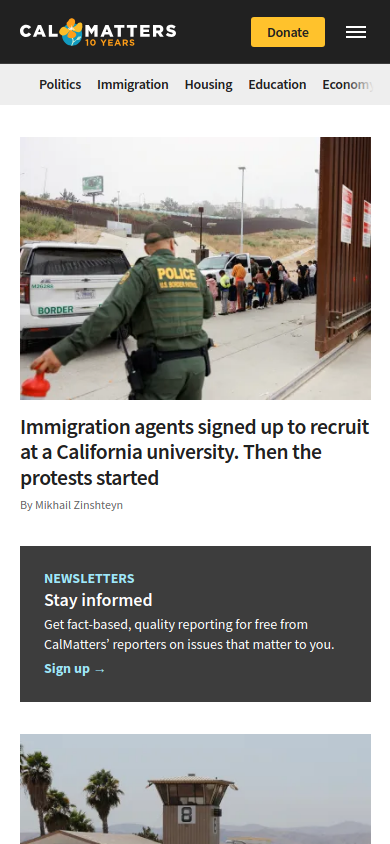 CALMATTERS
10 YEARS
Donate
Politics Immigration Housing Education Economy
POLICE
U.S. BORDER PATROL
BORDER
Immigration agents signed up to recruit
at a California university. Then the
protests started
By Mikhail Zinshteyn
NEWSLETTERS
Stay informed
Get fact-based, quality reporting for free from
CalMatters’ reporters on issues that matter to you.
Sign up →
8